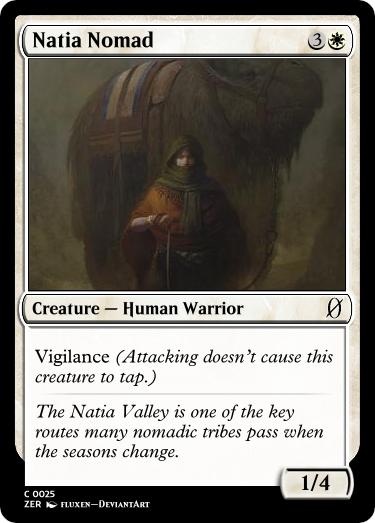 Natia Nomad 3
Creature — Human Warrior
Vigilance (Attacking doesn't cause this
creature to tap.)
The Natia Valley is one of the key
routes many nomadic tribes pass when
the seasons change.
1/4
C 0025
ZER FLUXEN—DEVIANTART